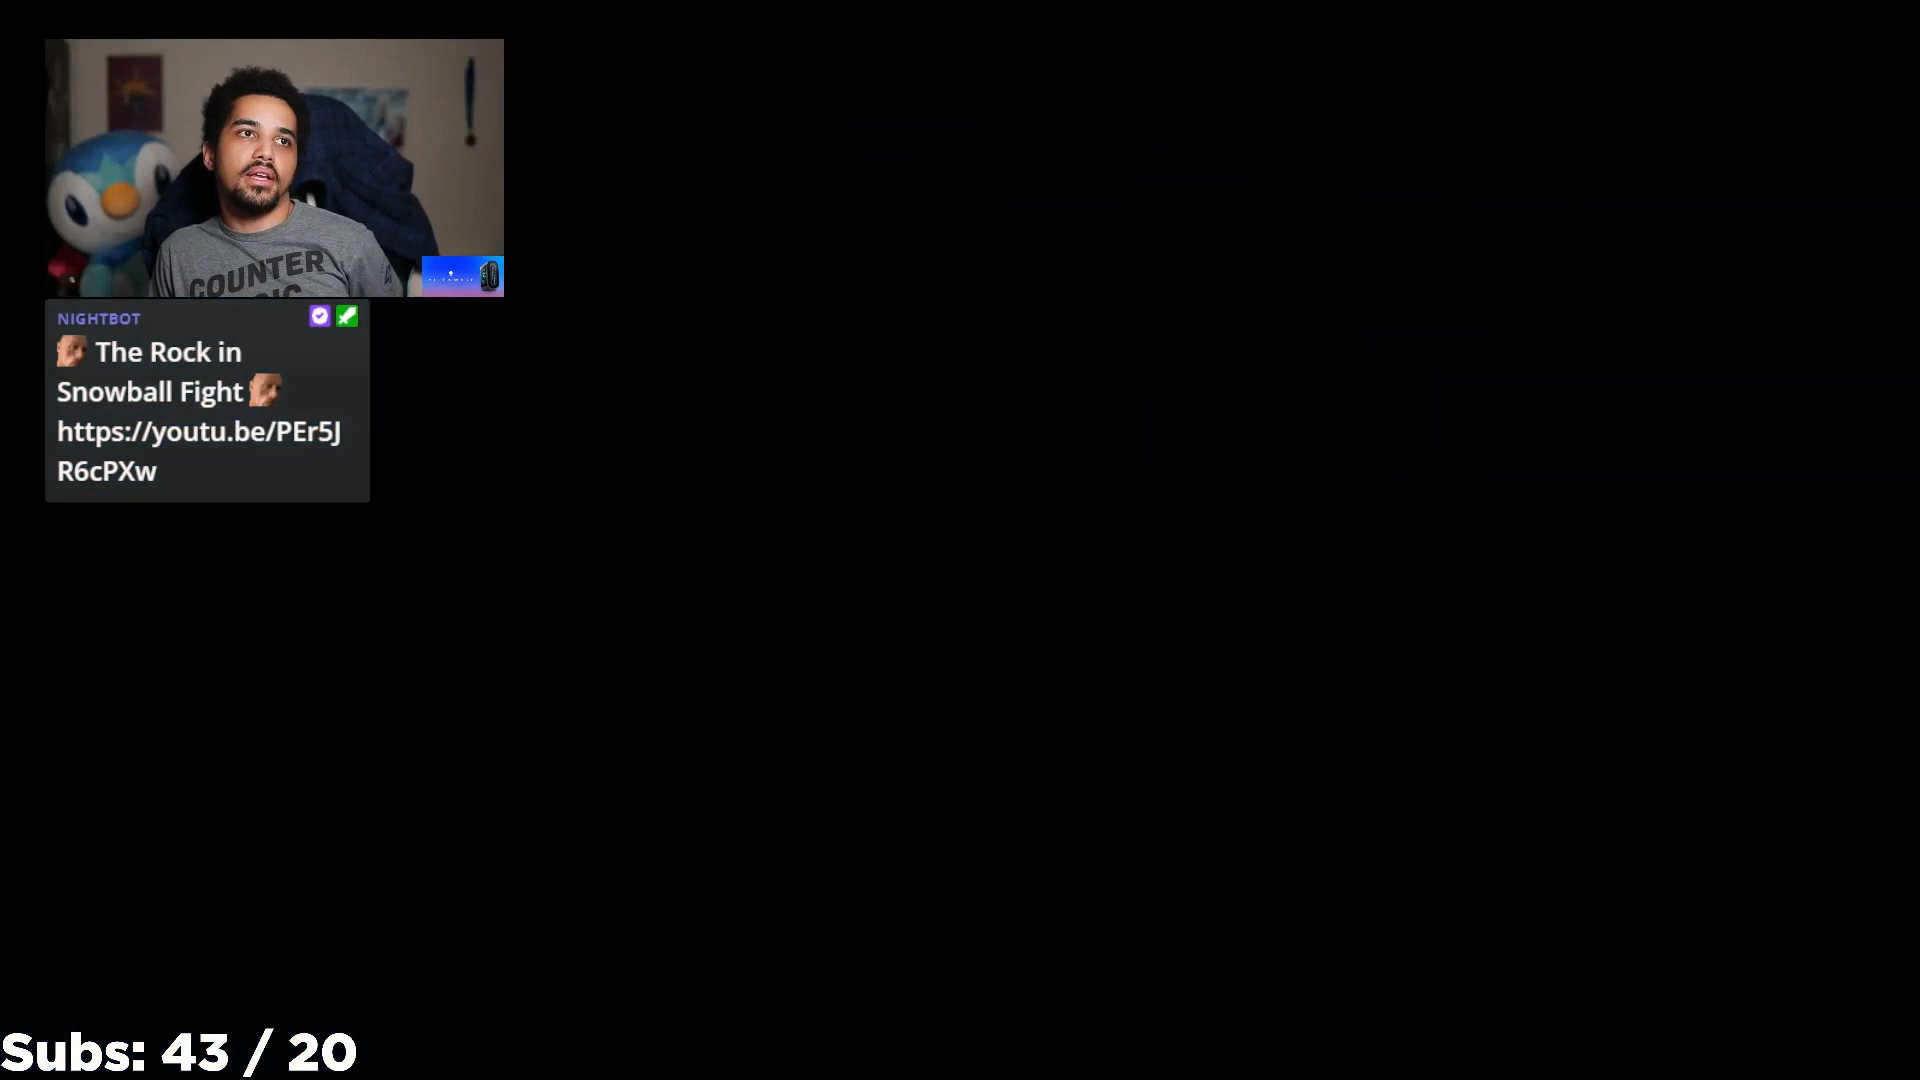 COUNTER
NIGHTBOT
The Rock in
Snowball Fight
https://youtu.be/PEr5J
R6cPXw
Subs: 43 / 20